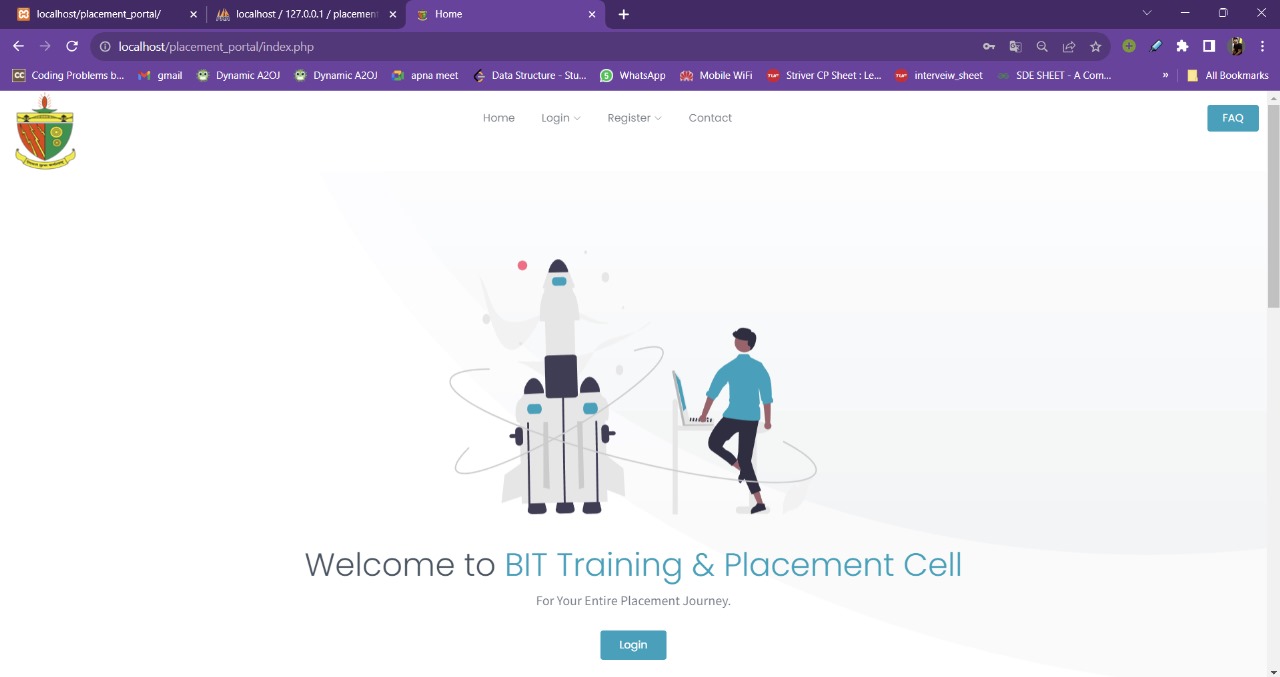 localhost/placement_portal/
localhost / 127.0.0.1 / placement
Home
localhost/placement_portal/index.php
CC Coding Problems b...
gmail
Dynamic A2OJ
Dynamic A2OJ
apna meet
Data Structure - Stu...
WhatsApp
Mobile WiFi
Striver CP Sheet : Le...
interveiw_sheet
SDE SHEET - A Com...
»
All Bookmarks
Home
Login
Register
Contact
FAQ
Welcome to BIT Training & Placement Cell
For Your Entire Placement Journey.
Login